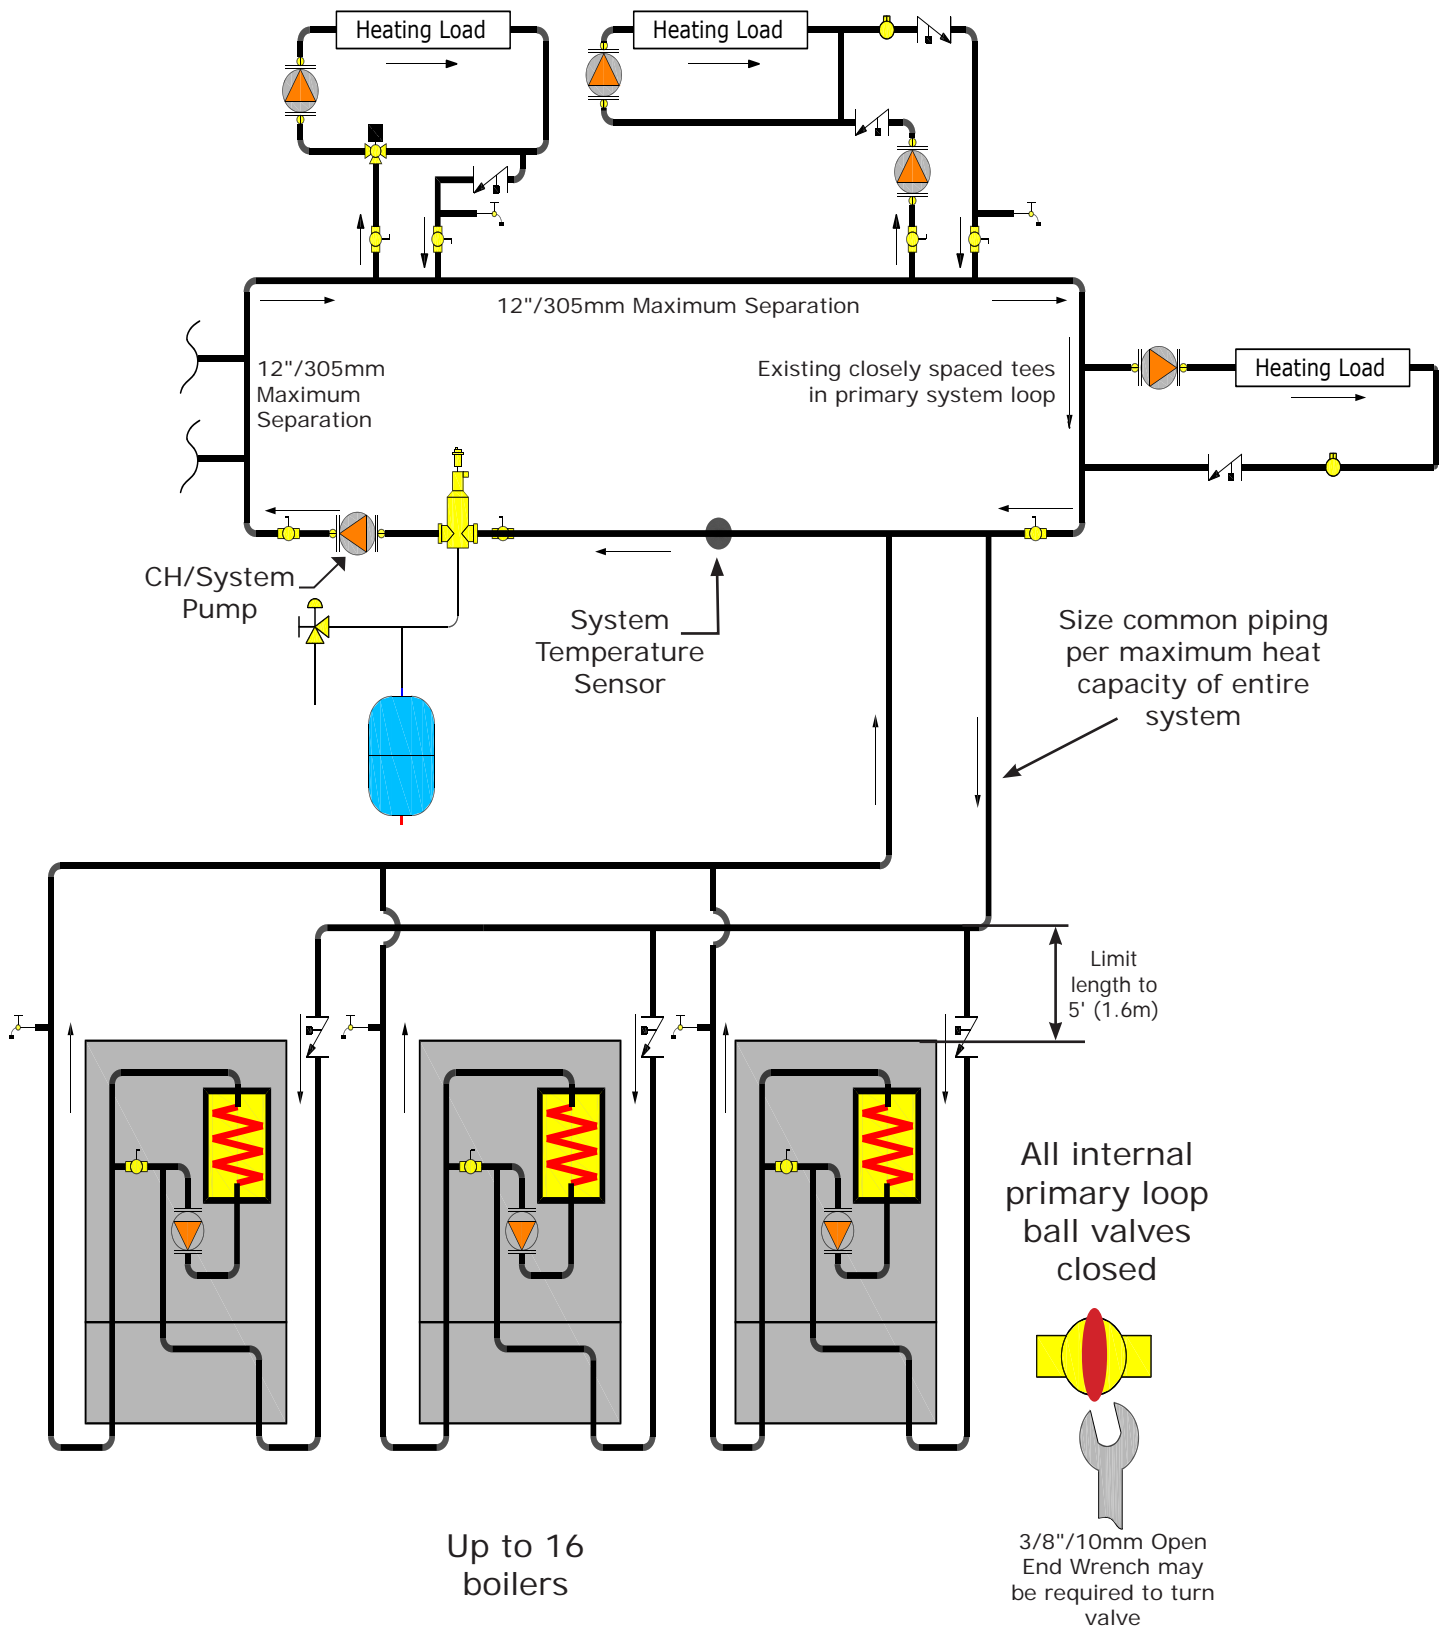 Heating Load
Heating Load
12"/305mm Maximum Separation
12"/305mm
Maximum
Separation
Existing closely spaced tees
in primary system loop
Heating Load
CH/System
Pump
System
Temperature
Sensor
Size common piping
per maximum heat
capacity of entire
system
Limit
length to
5' (1.6m)
All internal
primary loop
ball valves
closed
3/8"/10mm Open
End Wrench may
be required to turn
valve
Up to 16
boilers